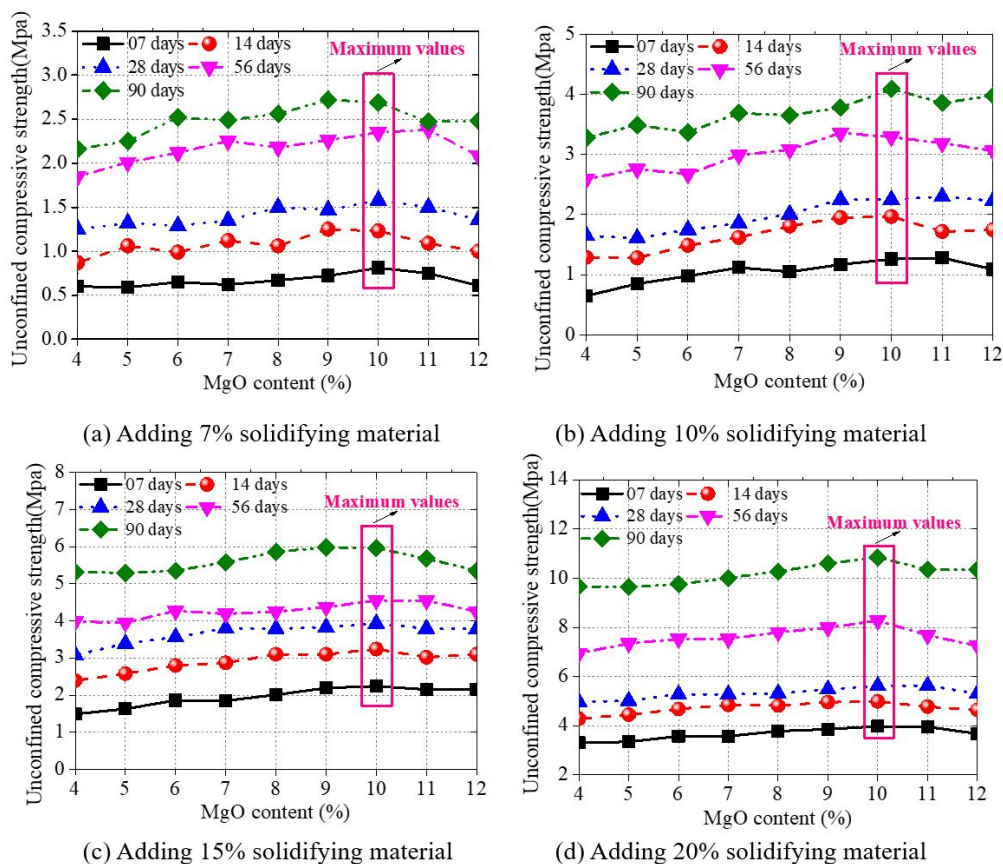 Unconfined compressive strength(Mpa)
3.5
3.0
2.5
2.0
1.5
1.0
0.5
0.0
07 days
14 days
28 days
56 days
90 days
Maximum values
4 5 6 7 8 9 10 11 12
MgO content (%)
(a) Adding 7% solidifying material
Unconfined compressive strength(Mpa)
5
4
3
2
1
0
07 days
14 days
28 days
56 days
90 days
Maximum values
4 5 6 7 8 9 10 11 12
MgO content (%)
(b) Adding 10% solidifying material
Unconfined compressive strength(Mpa)
8
7
6
5
4
3
2
1
0
07 days
14 days
28 days
56 days
90 days
Maximum values
4 5 6 7 8 9 10 11 12
MgO content (%)
(c) Adding 15% solidifying material
Unconfined compressive strength(Mpa)
14
12
10
8
6
4
2
07 days
14 days
28 days
56 days
90 days
Maximum values
4 5 6 7 8 9 10 11 12
MgO content (%)
(d) Adding 20% solidifying material